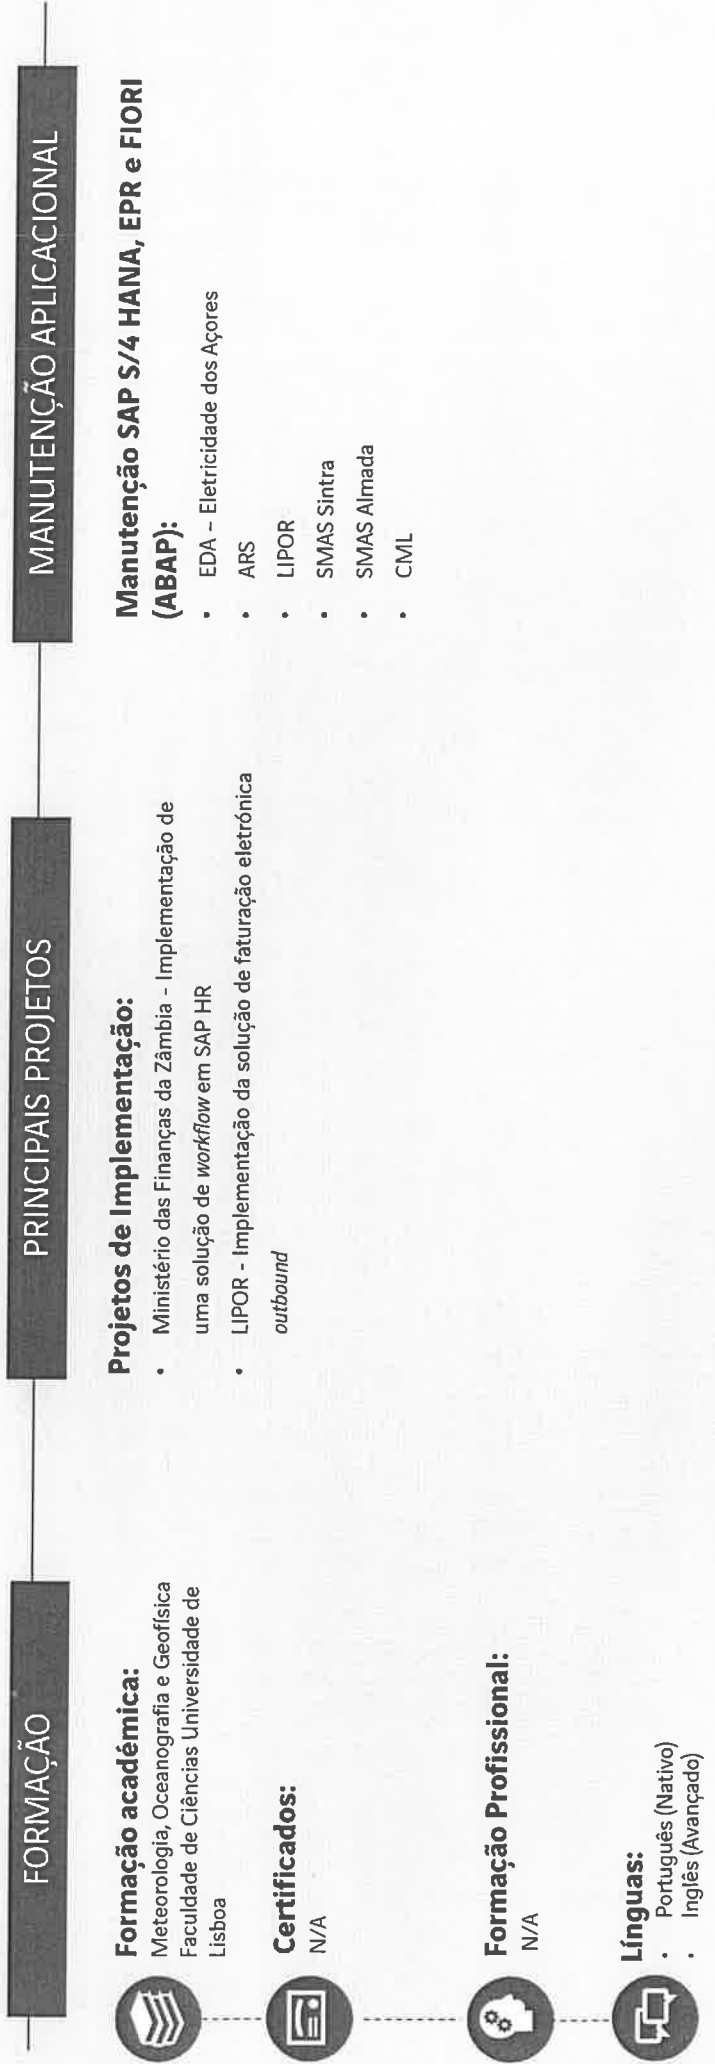 FORMAÇÃO
Formação académica:
Meteorologia, Oceanografia e Geofísica
Faculdade de Ciências Universidade de
Lisboa
Certificados:
N/A
Formação Profissional:
N/A
Línguas:
• Português (Nativo)
• Inglês (Avançado)
PRINCIPAIS PROJETOS
Projetos de Implementação:
• Ministério das Finanças da Zâmbia - Implementação de
uma solução de workflow em SAP HR
• LIPOR - Implementação da solução de faturação eletrónica
outbound
MANUTENÇÃO APLICACIONAL
Manutenção SAP S/4 HANA, EPR e FIORI
(ABAP):
• EDA – Eletricidade dos Açores
• ARS
• LIPOR
• SMAS Sintra
• SMAS Almada
• CML